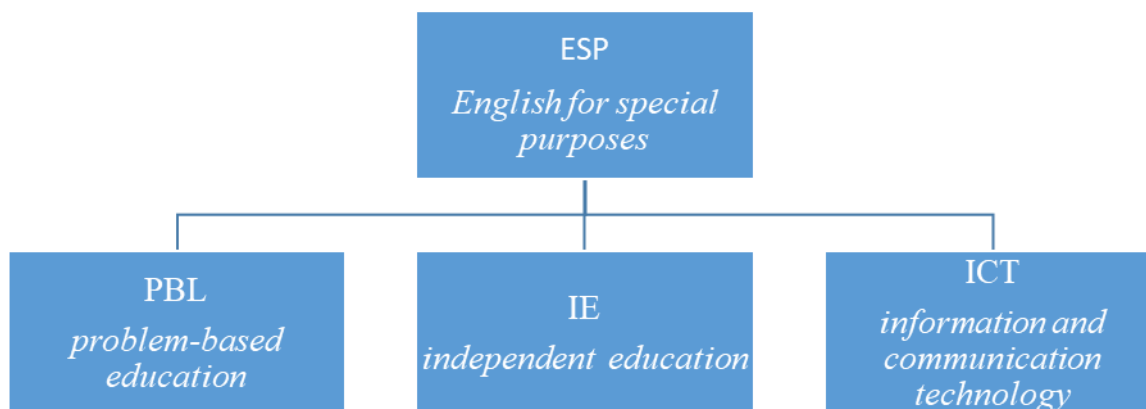 ESP
English for special
purposes
PBL
problem-based
education
IE
independent education
ICT
information and
communication
technology